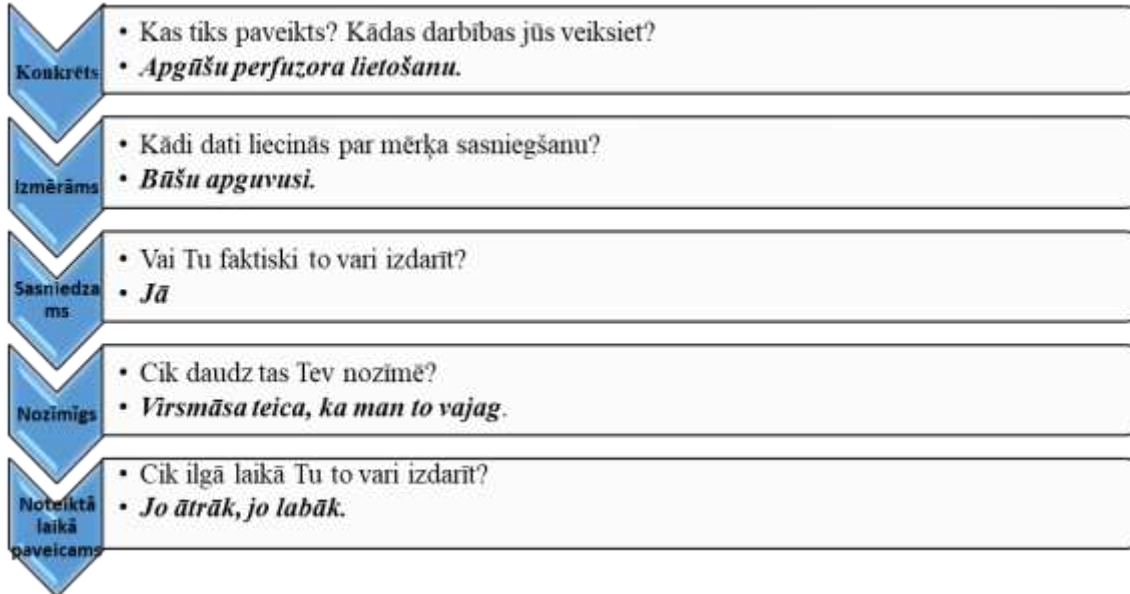 Konkrēts
• Kas tiks paveikts? Kādas darbības jūs veiksiet?
• Apgūšu perfuzora lietošanu.
Izmērāms
• Kādi dati liecinās par mērķa sasniegšanu?
• Būšu apguvusi.
Sasniedza
ms
• Vai Tu faktiski to vari izdarīt?
• Jā
Nozīmīgs
• Cik daudz tas Tev nozīmē?
• Virsmāsa teica, ka man to vajag.
Noteiktā
laikā
paveicams
• Cik ilgā laikā Tu to vari izdarīt?
• Jo ātrāk, jo labāk.